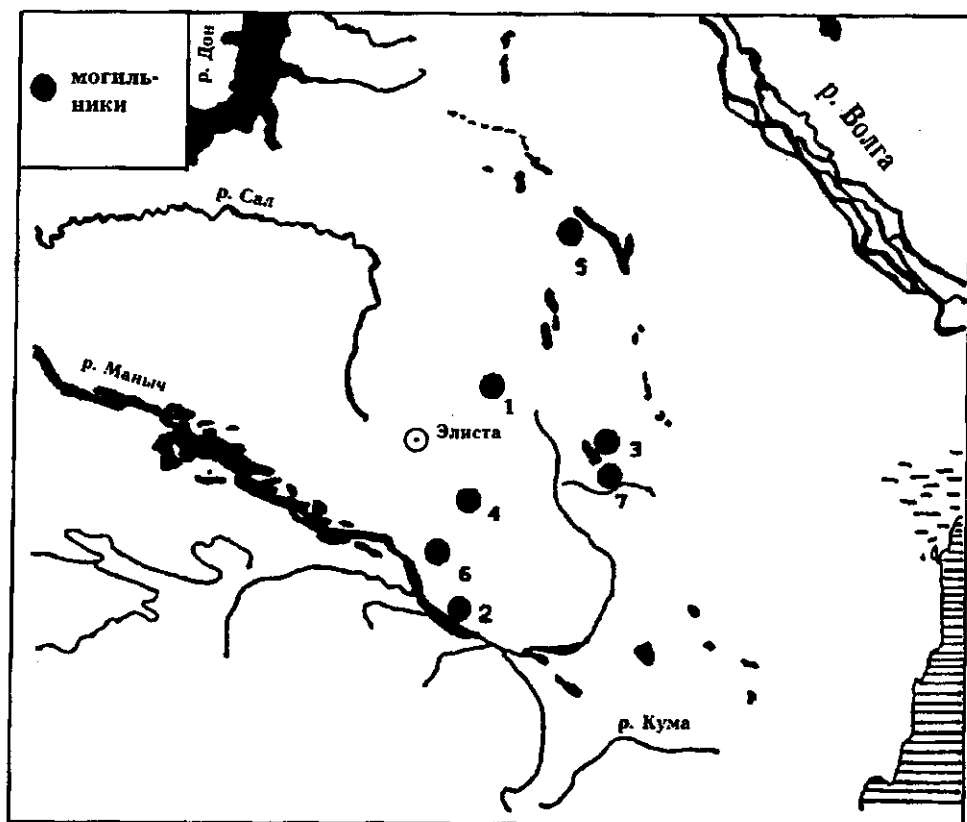 могиль-
ники
р. Дон
р. Волга
р. Сал
5
р. Маныч
1
Элиста
3
7
4
6
2
р. Кума